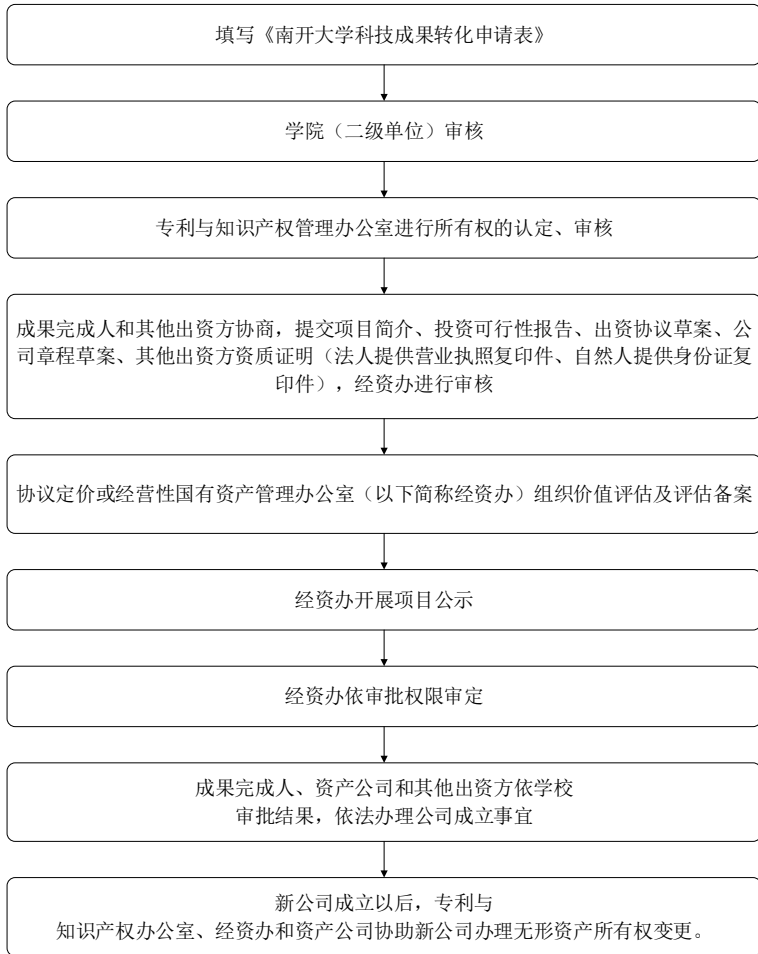 填写《南开大学科技成果转化申请表》
学院（二级单位）审核
专利与知识产权管理办公室进行所有权的认定、审核
成果完成人和其他出资方协商，提交项目简介、投资可行性报告、出资协议草案、公
司章程草案、其他出资方资质证明（法人提供营业执照复印件、自然人提供身份证复
印件），经资办进行审核
协议定价或经营性国有资产管理办公室（以下简称经资办）组织价值评估及评估备案
经资办开展项目公示
经资办依审批权限审定
成果完成人、资产公司和其他出资方依学校
审批结果，依法办理公司成立事宜
新公司成立以后，专利与
知识产权办公室、经资办和资产公司协助新公司办理无形资产所有权变更。